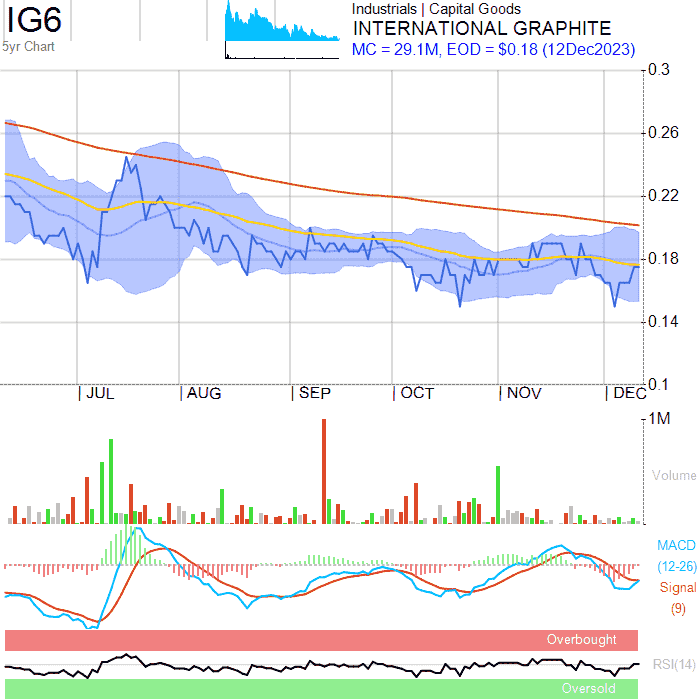 IG6
5yr Chart
Industrials | Capital Goods
INTERNATIONAL GRAPHITE
MC = 29.1M, EOD = $0.18 (12Dec2023)
0.3
0.26
0.22
0.18
0.14
0.1
JUL AUG SEP OCT NOV DEC
1M
Volume
MACD
(12-26)
Signal
(9)
Overbought
RSI(14)
Oversold